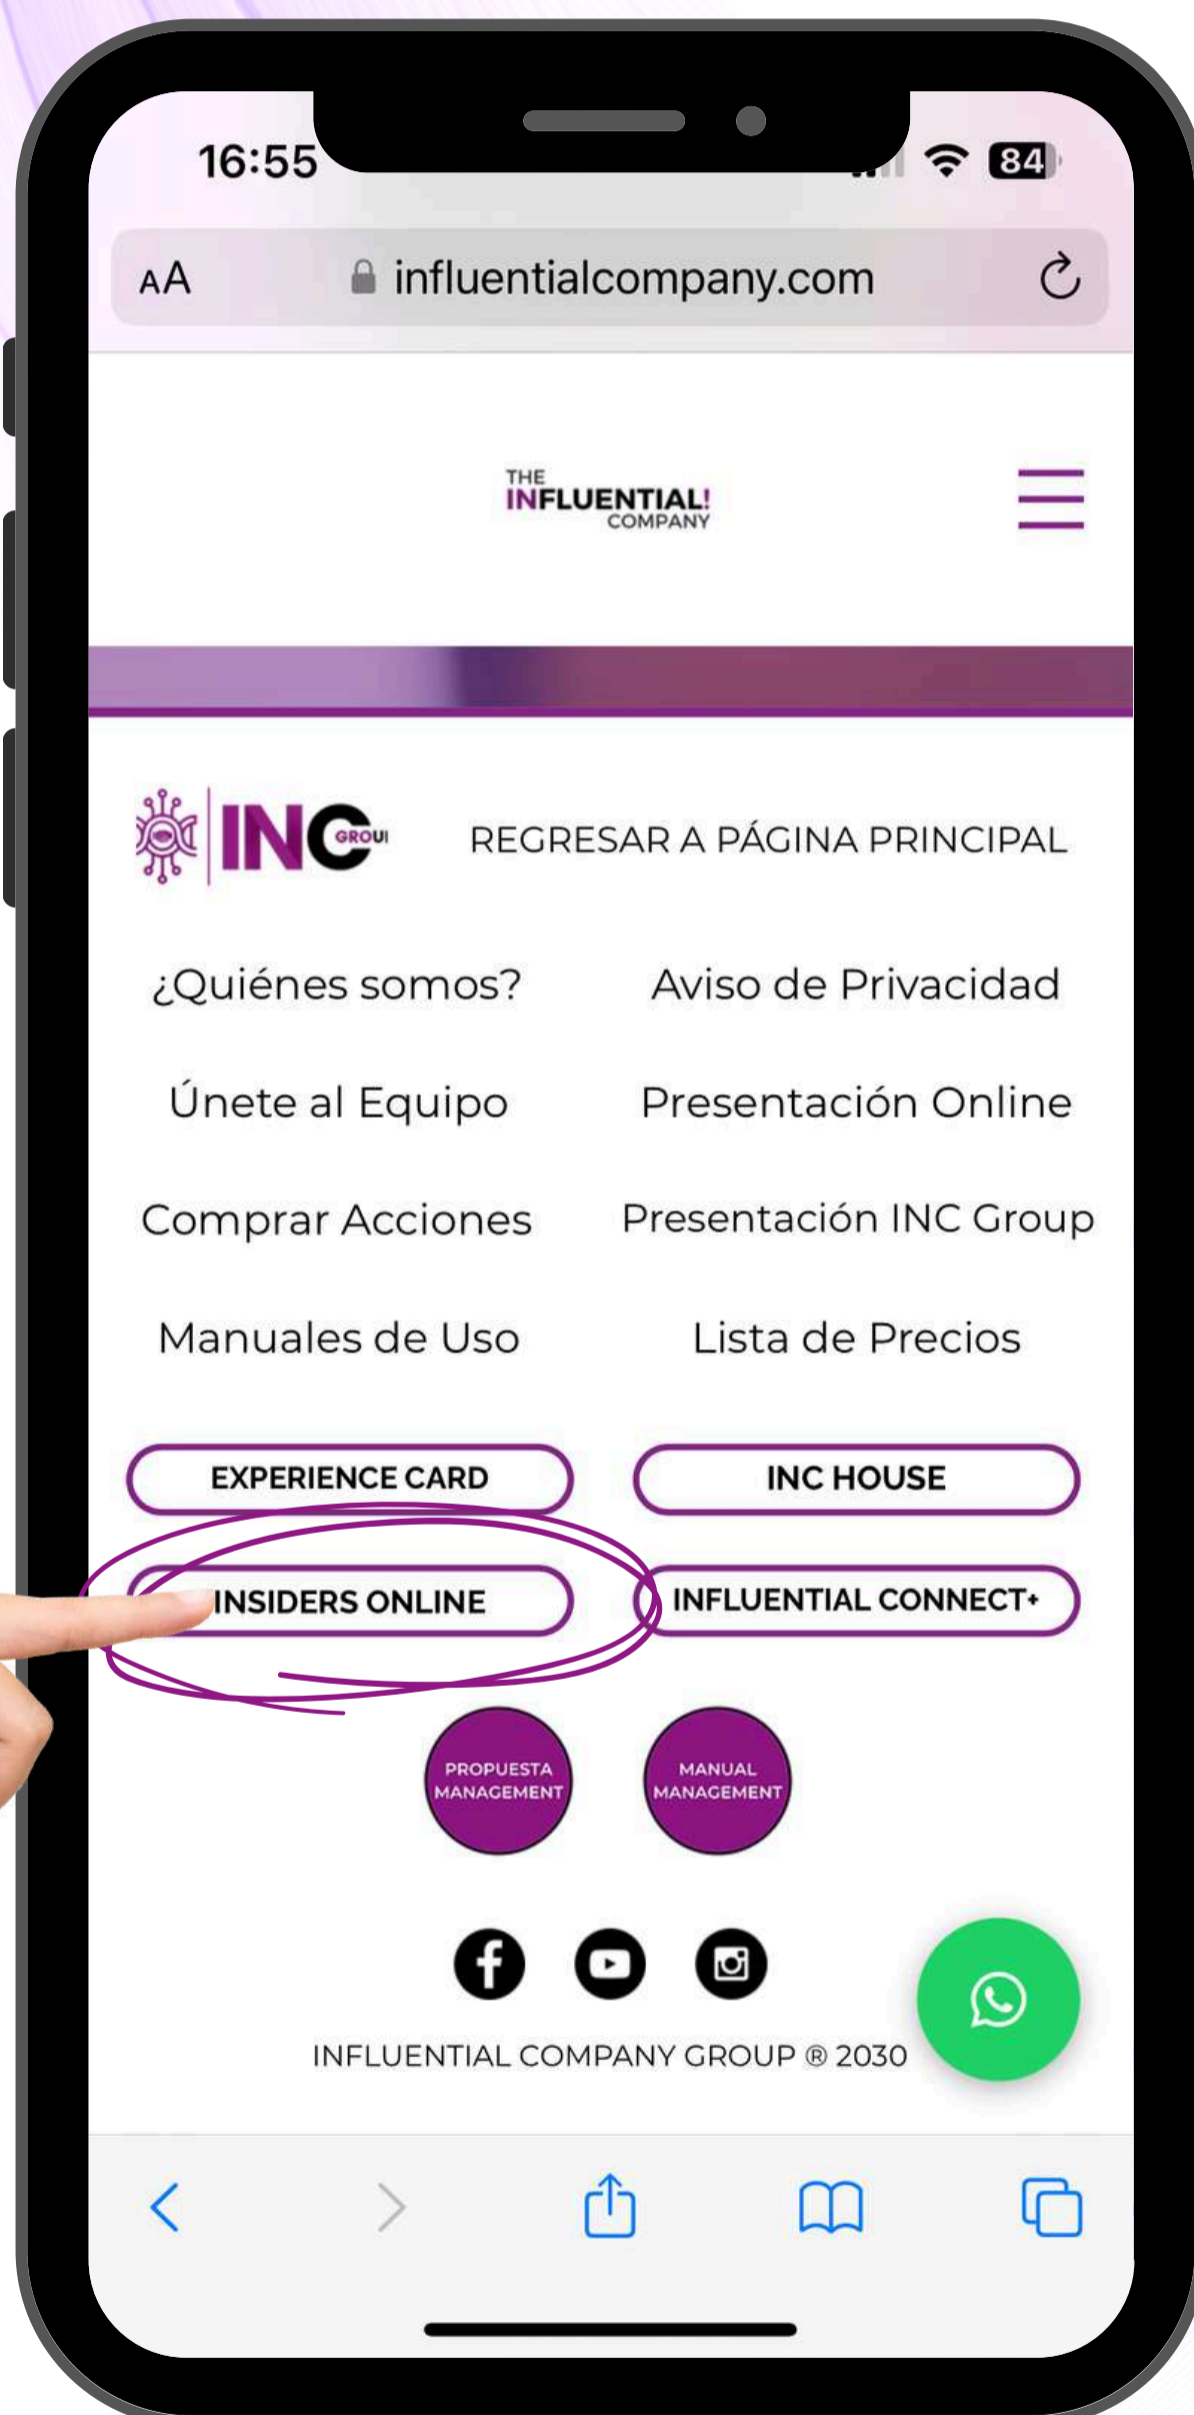 16:55
84
AA
influentialcompany.com
THE
INFLUENTIAL!
COMPANY
INC
GROUI
REGRESAR A PÁGINA PRINCIPAL
¿Quiénes somos?
Aviso de Privacidad
Únete al Equipo
Presentación Online
Comprar Acciones
Presentación INC Group
Manuales de Uso
Lista de Precios
EXPERIENCE CARD
INC HOUSE
INSIDERS ONLINE
INFLUENTIAL CONNECT+
PROPUESTA
MANAGEMENT
MANUAL
MANAGEMENT
INFLUENTIAL COMPANY GROUP ® 2030